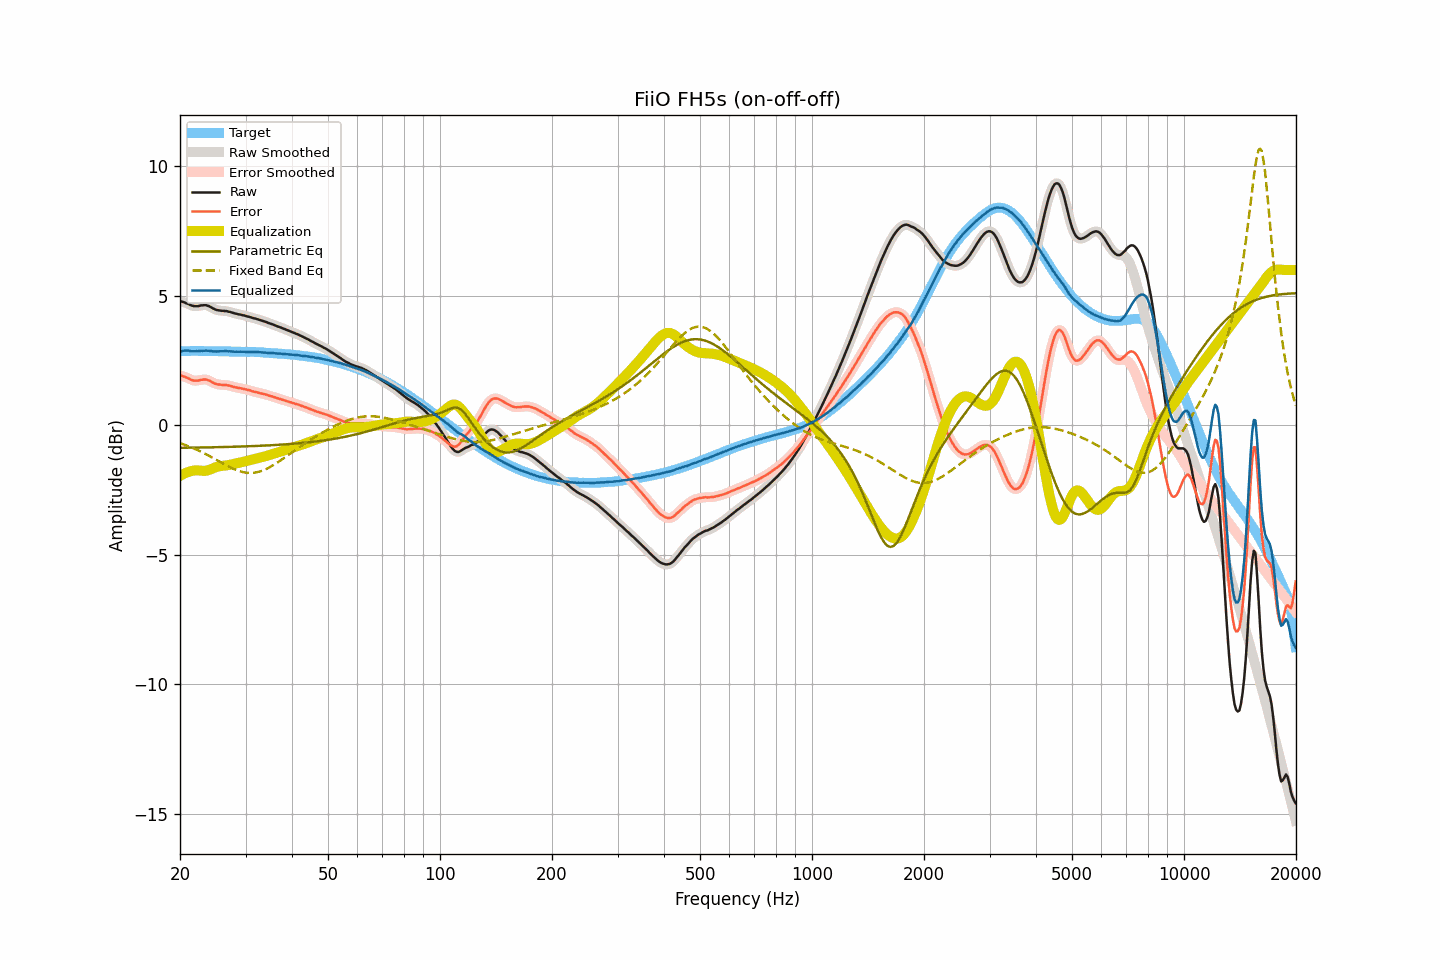 FiiO FH5s (on-off-off)
Target
Raw Smoothed
Error Smoothed
Raw
Error
Equalization
Parametric Eq
Fixed Band Eq
Equalized
10
5
0
−5
−10
−15
Amplitude (dBr)
20 50 100 200 500 1000 2000 5000 10000 20000
Frequency (Hz)